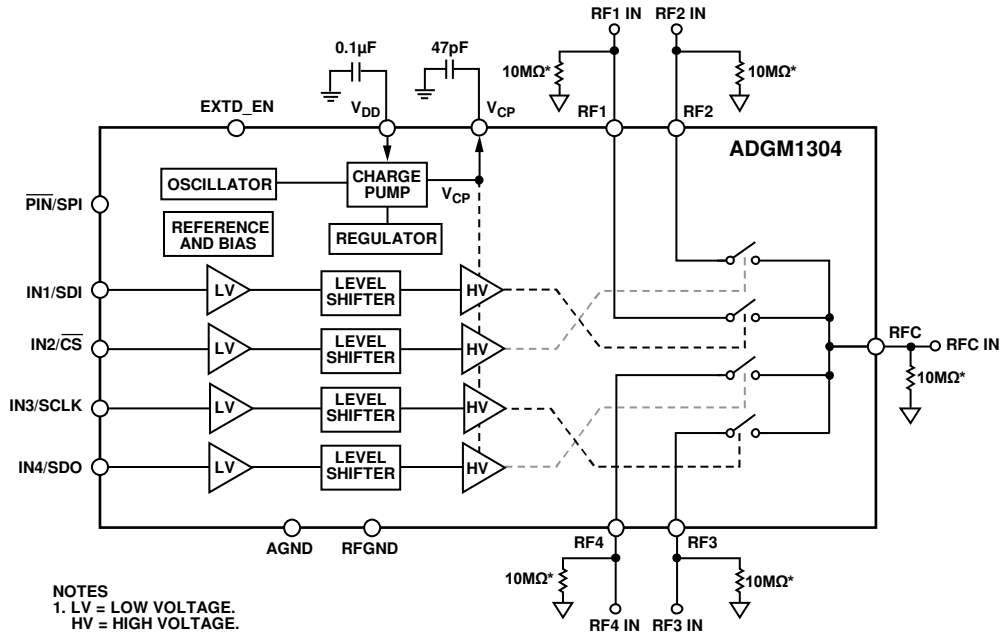 RF1 IN
RF2 IN
0.1µF
47pF
10MΩ*
10MΩ*
EXTD_EN
VDD
VCP
RF1
RF2
ADGM1304
OSCILLATOR
CHARGE
PUMP
VCP
PIN/SPI
REFERENCE
AND BIAS
REGULATOR
IN1/SDI
LV
LEVEL
SHIFTER
HV
IN2/CS
LV
LEVEL
SHIFTER
HV
RFC
RFC IN
10MΩ*
IN3/SCLK
LV
LEVEL
SHIFTER
HV
IN4/SDO
LV
LEVEL
SHIFTER
HV
AGND
RFGND
RF4
RF3
10MΩ*
10MΩ*
RF4 IN
RF3 IN
NOTES
1. LV = LOW VOLTAGE.
HV = HIGH VOLTAGE.